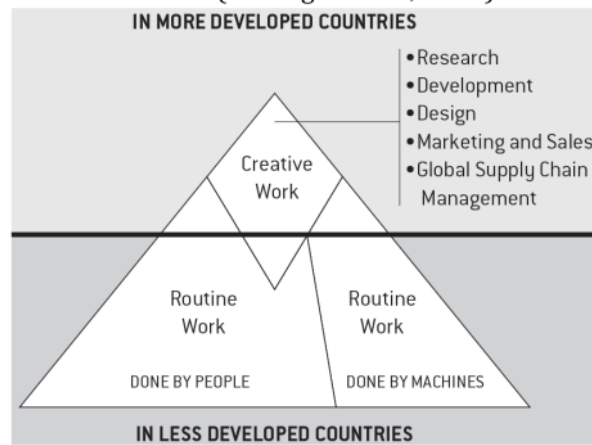 IN MORE DEVELOPED COUNTRIES
• Research
• Development
• Design
• Marketing and Sales
• Global Supply Chain
Management
Creative
Work
Routine
Work
Routine
Work
DONE BY PEOPLE
DONE BY MACHINES
IN LESS DEVELOPED COUNTRIES